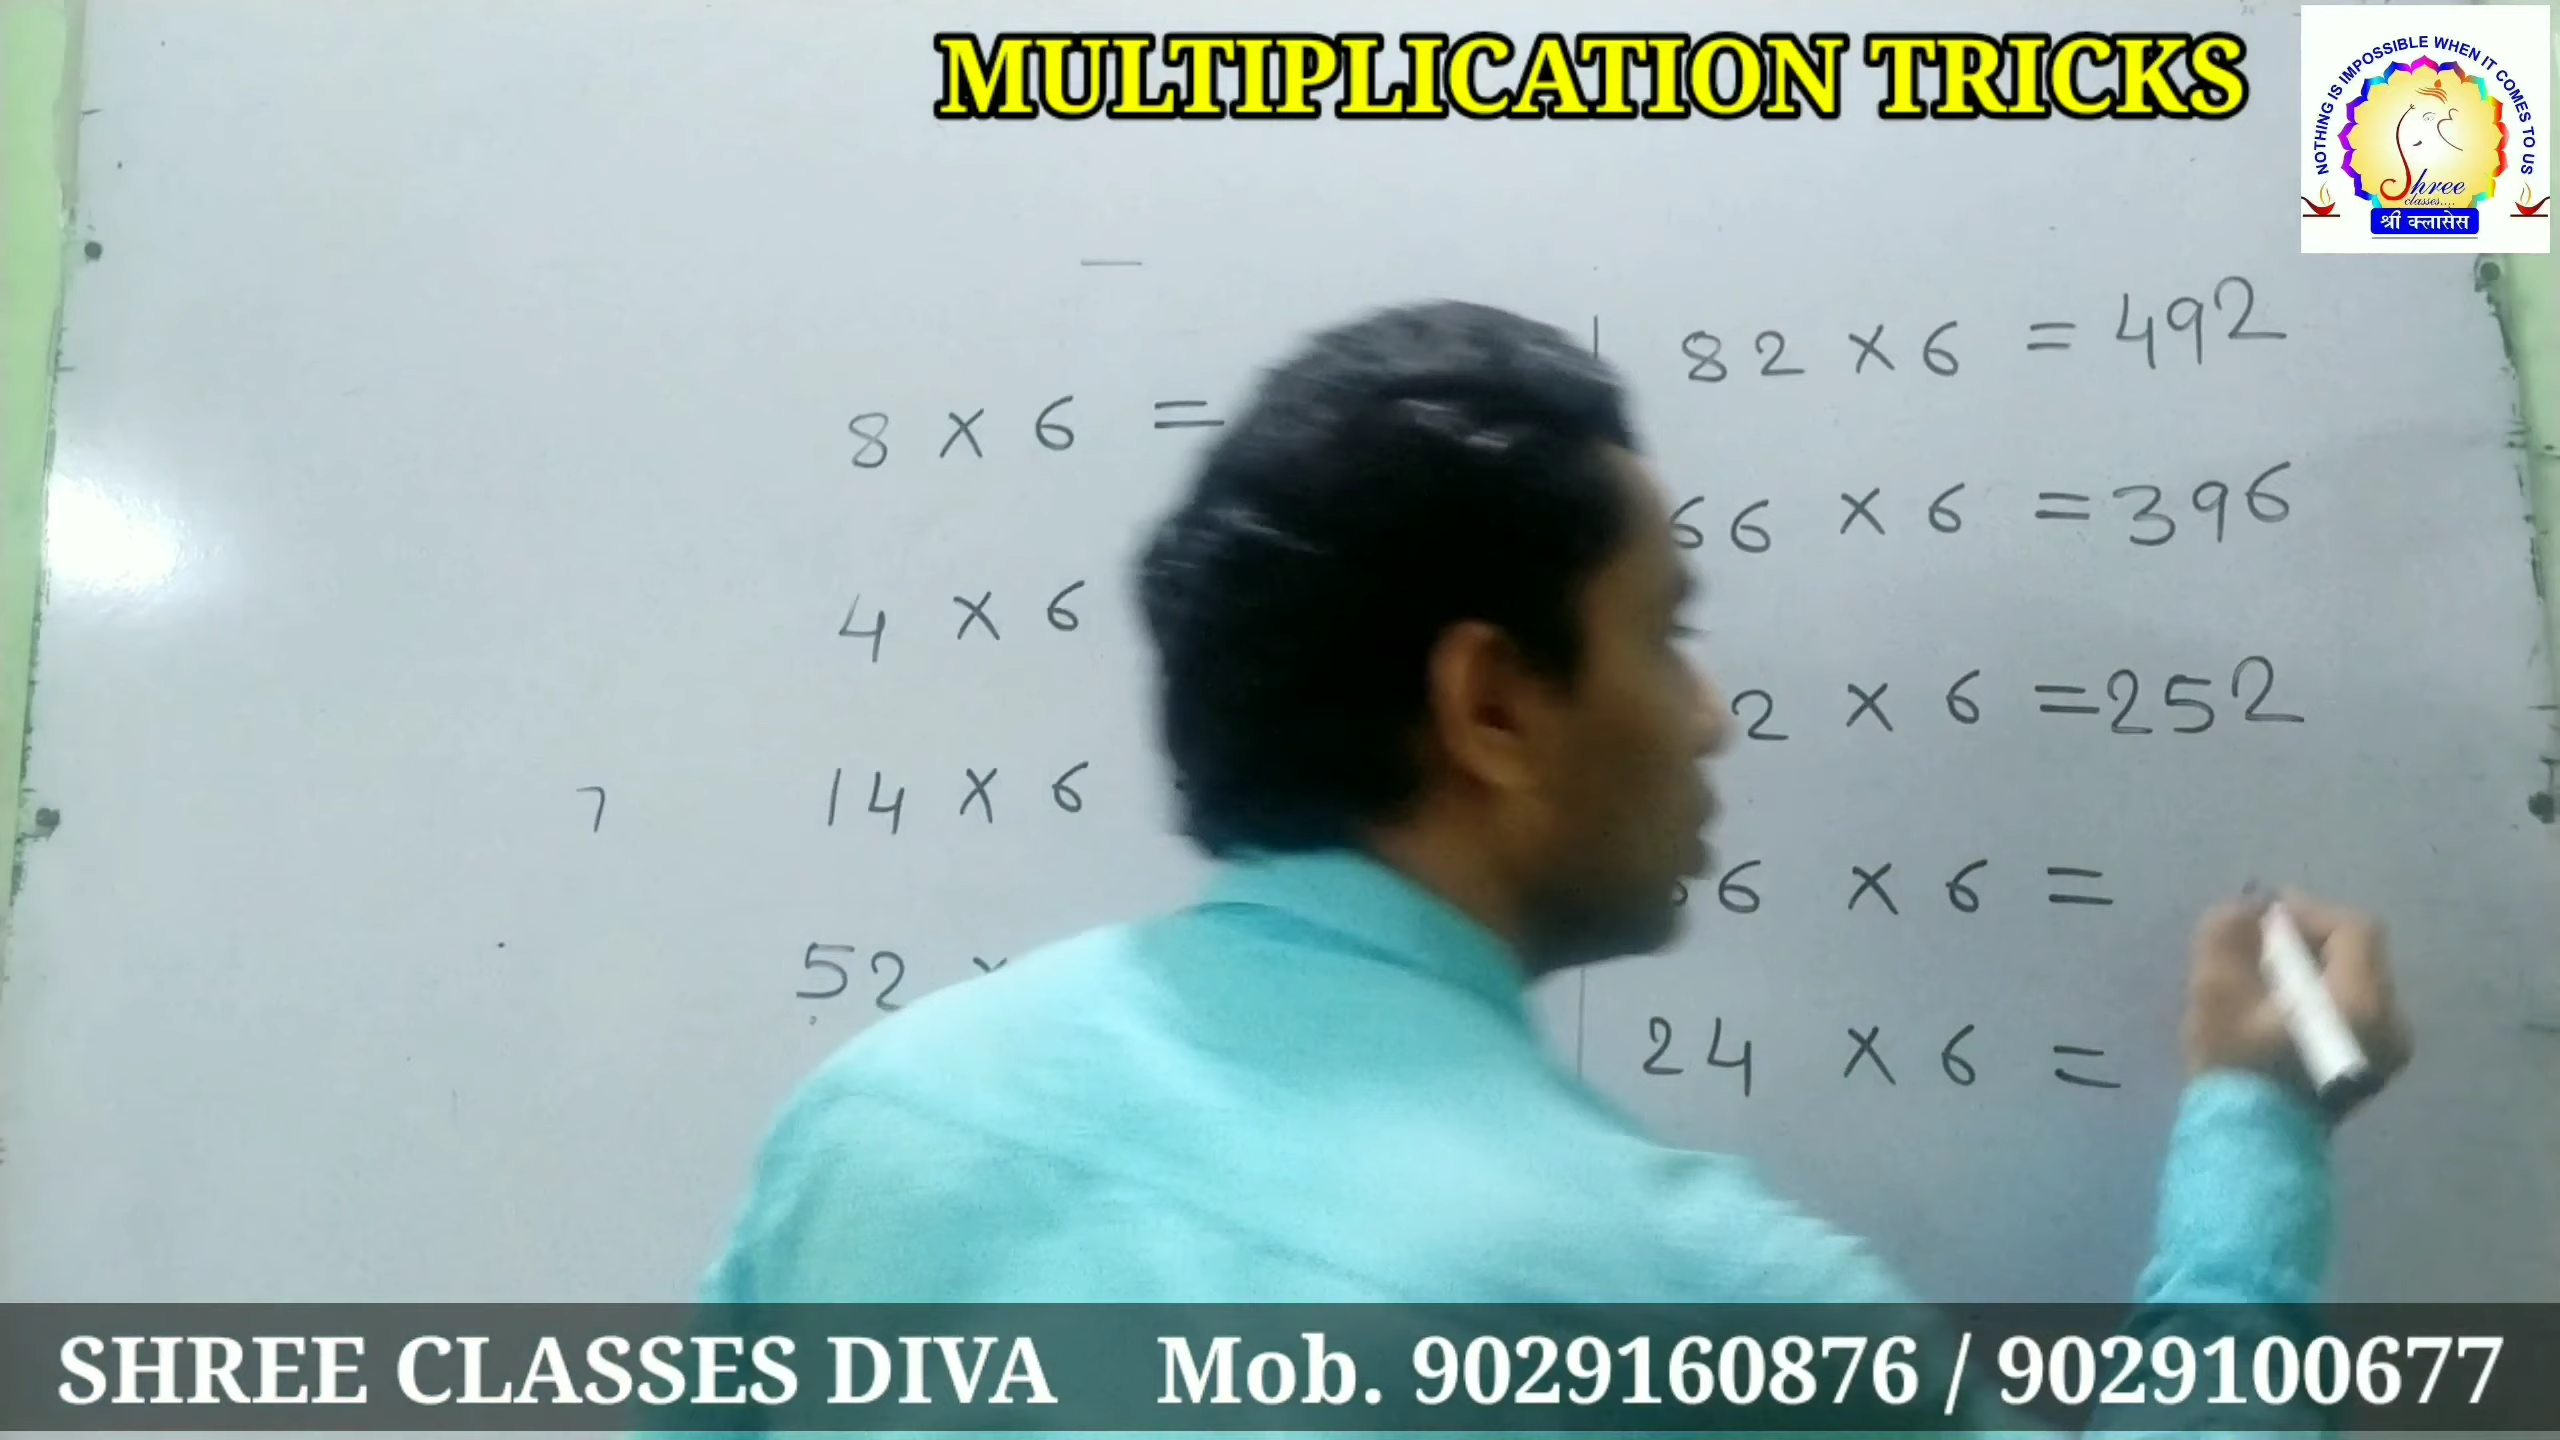 MULTIPLICATION TRICKS
NOTHING IS IMPOSSIBLE WHEN IT COMES TO US
Shree
classes....
श्री क्लासेस
8 × 6 =
4 × 6
7
14 × 6
52 ×
82 × 6 = 492
66 × 6 = 396
2 × 6 = 252
6 × 6 =
24 × 6 =
SHREE CLASSES DIVA Mob. 9029160876 / 9029100677